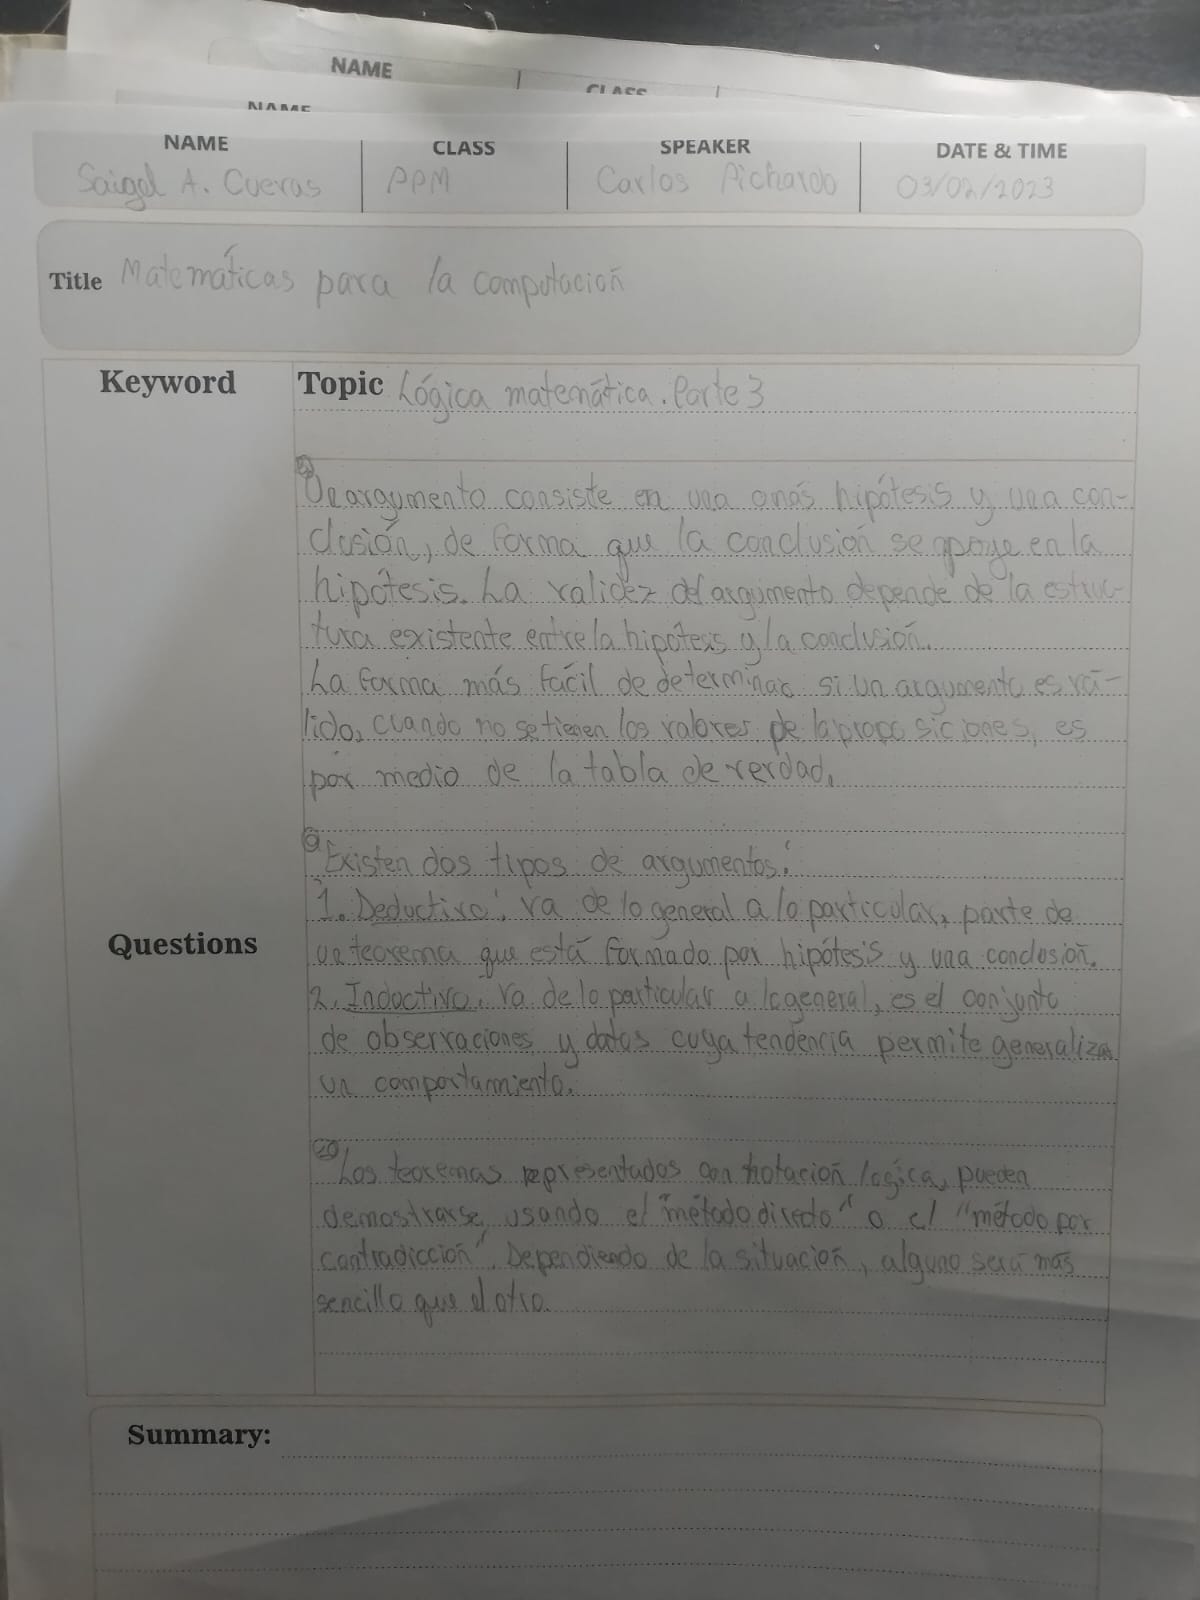 NAME
CLASS
NAME
NAME CLASS SPEAKER DATE & TIME
Saigel A. Cuevas PPM Carlos Pichardo 03/02/2023
Title Matemáticas para la computación
Keyword Topic Lógica matemática. Parte 3
Un argumento consiste en una o más hipótesis y una con-
clusión, de forma que la conclusión se apoye en la
hipótesis. La validez del argumento depende de la estruc-
tura existente entre la hipótesis y la conclusión.
La forma más fácil de determinar si un argumento es vá-
lido, cuando no se tienen los valores de la proposiciones, es
por medio de la tabla de verdad.
Existen dos tipos de argumentos:
1. Deductivo: va de lo general a lo particular, parte de
Questions un teorema que está formado por hipótesis y una conclusión.
2. Inductivo: va de lo particular a lo general, es el conjunto
de observaciones y datos cuya tendencia permite generalizar
un comportamiento.
Los teoremas representados con notación lógica, pueden
demostrarse usando el "método directo" o el "método por
contradicción". Dependiendo de la situación, alguno será más
sencillo que el otro.
Summary: